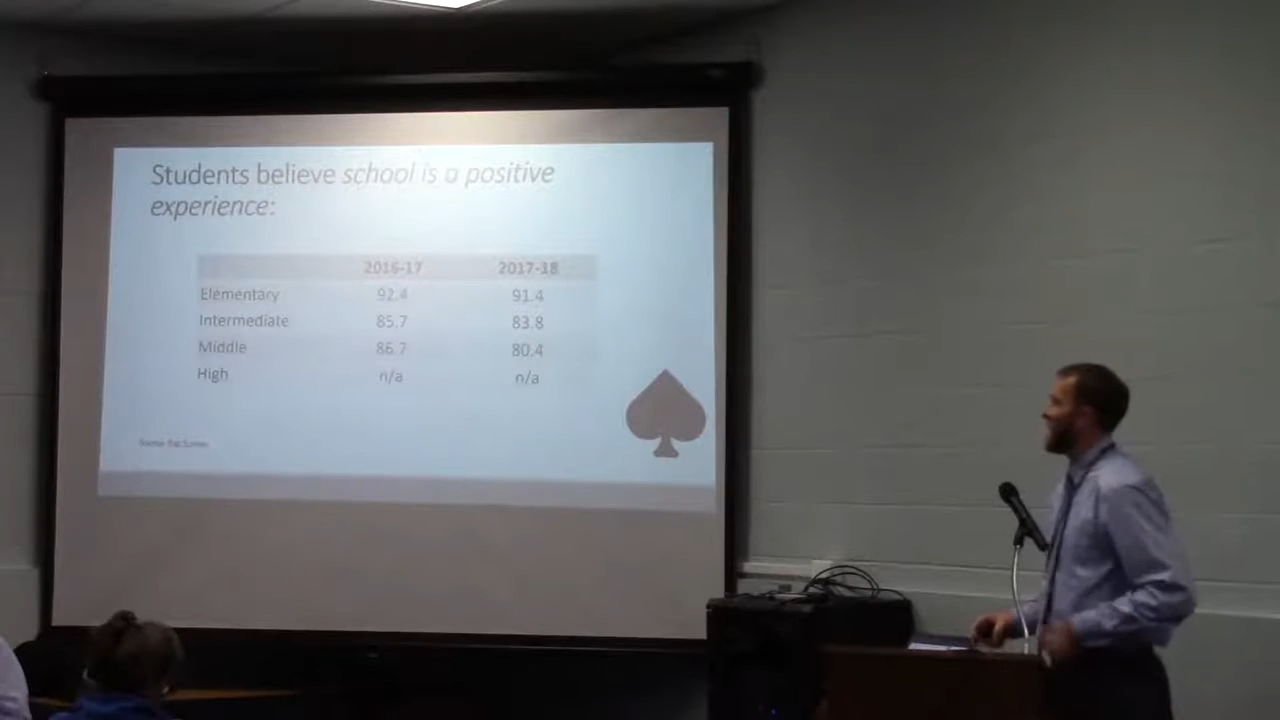 Students believe school is a positive
experience:
2016-17 2017-18
Elementary 92.4 91.4
Intermediate 85.7 83.8
Middle 86.7 80.4
High n/a n/a